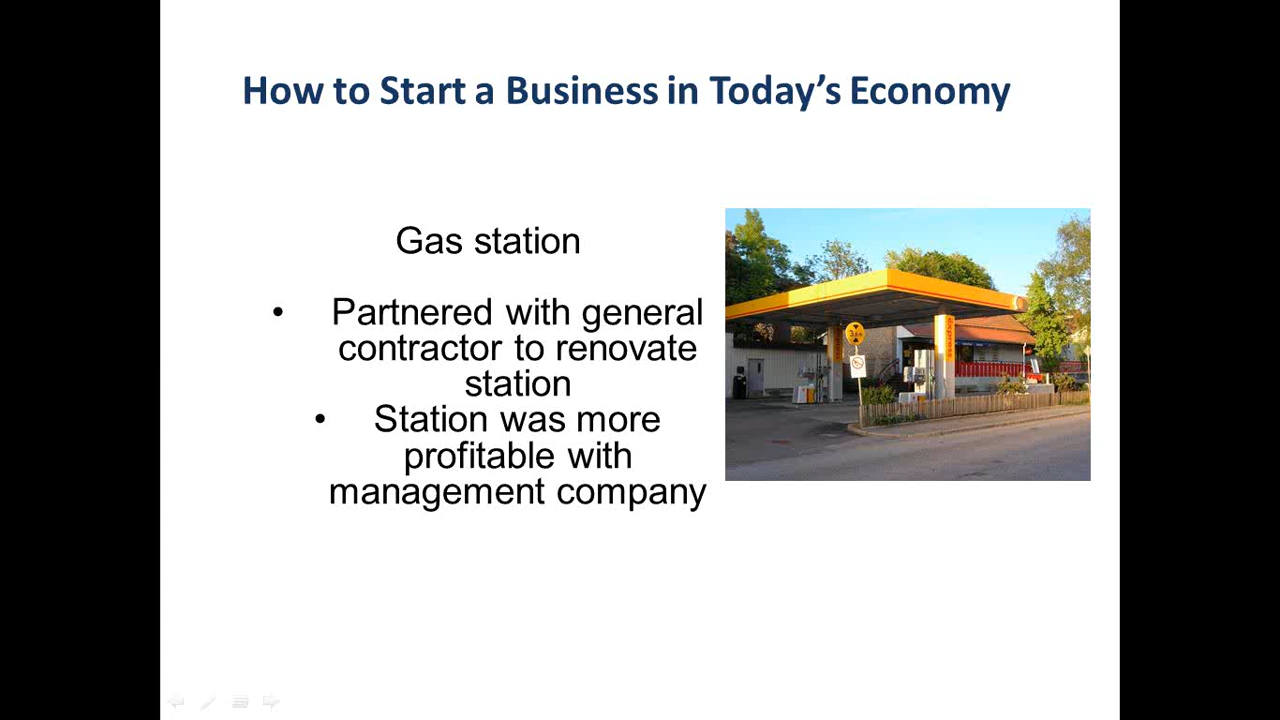 How to Start a Business in Today's Economy
Gas station
• Partnered with general
contractor to renovate
station
• Station was more
profitable with
management company
express